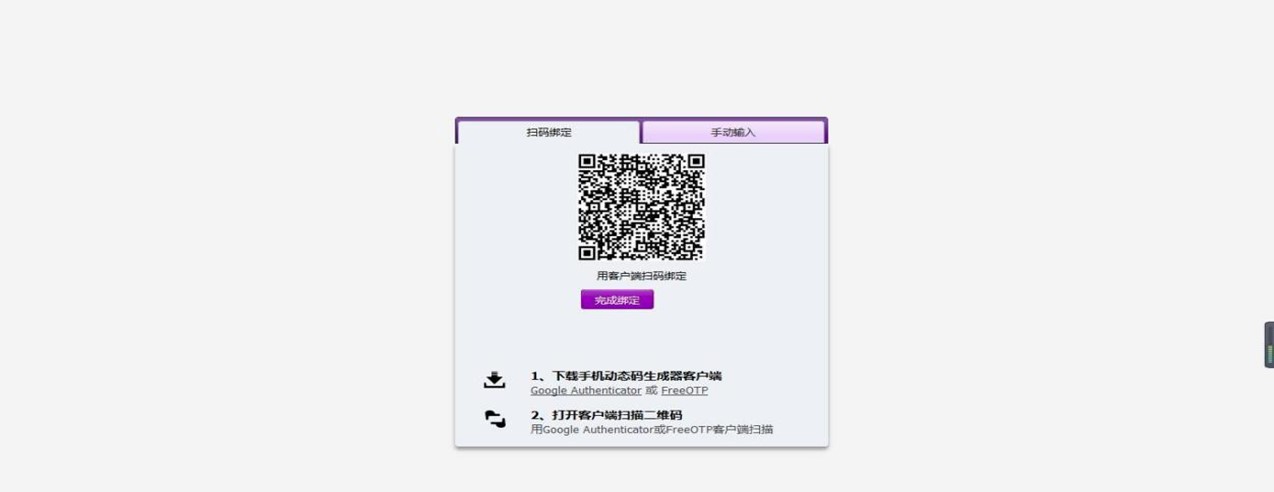 扫码绑定
手动输入
用客户端扫码绑定
完成绑定
1、下载手机动态码生成器客户端
Google Authenticator 或 FreeOTP
2、打开客户端扫描二维码
用Google Authenticator或FreeOTP客户端扫描